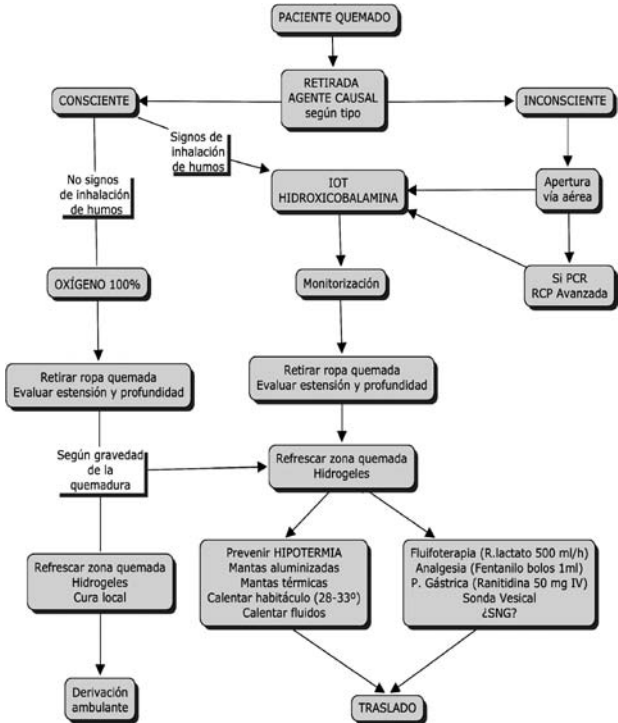 PACIENTE QUEMADO
RETIRADA
AGENTE CAUSAL
según tipo
CONSCIENTE
INCONSCIENTE
Signos de
inhalación de
humos
No signos
de inhalación
de humos
IOT
HIDROXICOBALAMINA
Apertura
vía aérea
OXÍGENO 100%
Monitorización
Si PCR
RCP Avanzada
Retirar ropa quemada
Evaluar estensión y profundidad
Retirar ropa quemada
Evaluar estensión y profundidad
Según gravedad
de la
quemadura
Refrescar zona quemada
Hidrogeles
Refrescar zona quemada
Hidrogeles
Cura local
Prevenir HIPOTERMIA
Mantas aluminizadas
Mantas térmicas
Calentar habitáculo (28-33º)
Calentar fluidos
Fluifoterapia (R.lactato 500 ml/h)
Analgesia (Fentanilo bolos 1ml)
P. Gástrica (Ranitidina 50 mg IV)
Sonda Vesical
¿SNG?
Derivación
ambulante
TRASLADO